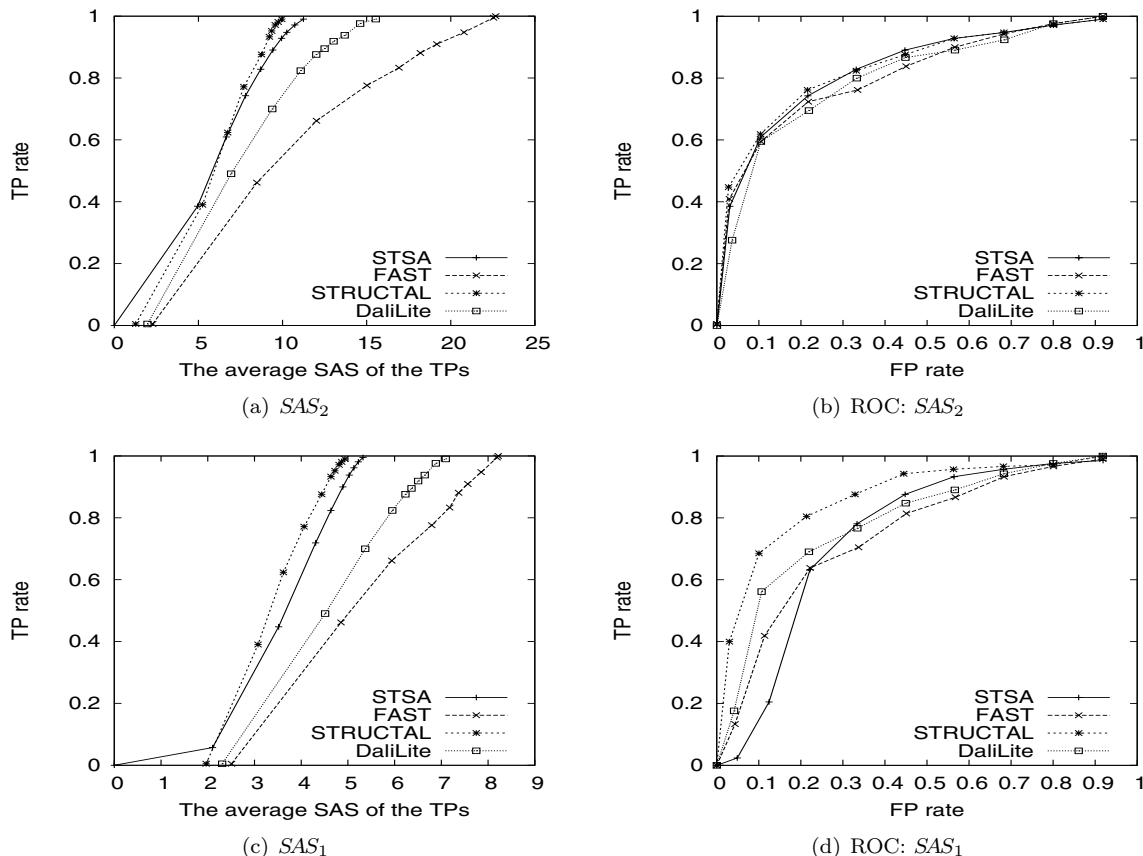 1
0.8
0.6
0.4
0.2
0
TP rate
STSA
FAST
STRUCTAL
DaliLite
0 5 10 15 20 25
The average SAS of the TPs
(a) SAS2
1
0.8
0.6
0.4
0.2
0
TP rate
STSA
FAST
STRUCTAL
DaliLite
0 0.1 0.2 0.3 0.4 0.5 0.6 0.7 0.8 0.9 1
FP rate
(b) ROC: SAS2
1
0.8
0.6
0.4
0.2
0
TP rate
STSA
FAST
STRUCTAL
DaliLite
0 1 2 3 4 5 6 7 8 9
The average SAS of the TPs
(c) SAS1
1
0.8
0.6
0.4
0.2
0
TP rate
STSA
FAST
STRUCTAL
DaliLite
0 0.1 0.2 0.3 0.4 0.5 0.6 0.7 0.8 0.9 1
FP rate
(d) ROC: SAS1